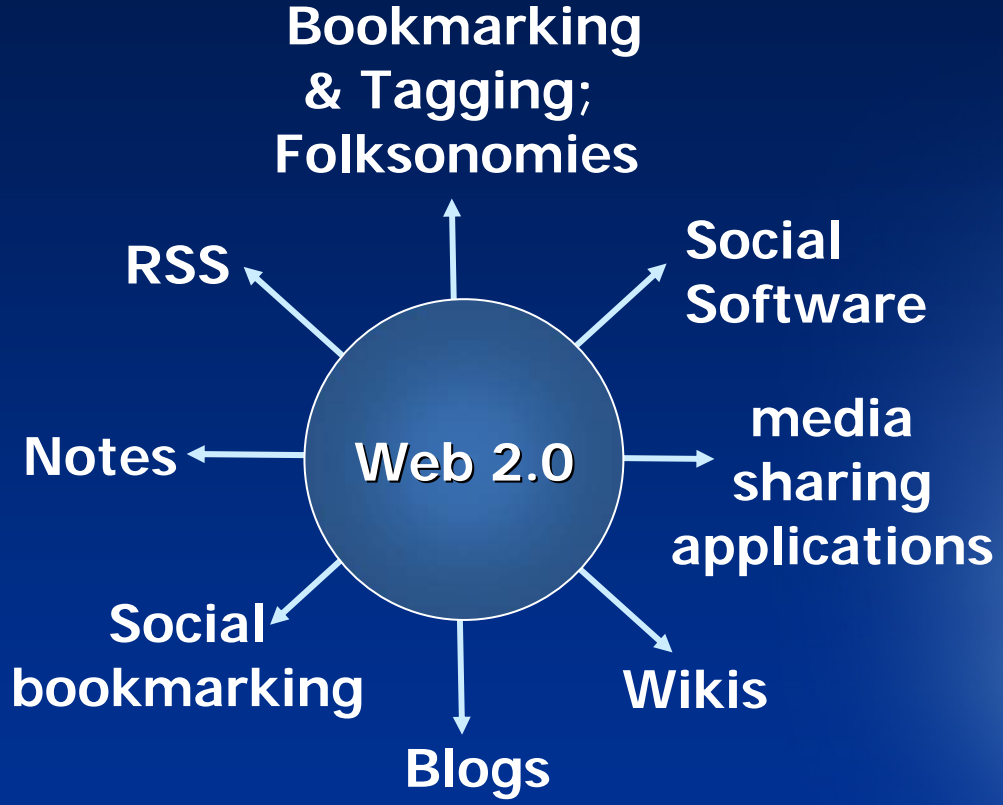 Bookmarking
& Tagging;
Folksonomies
RSS
Social
Software
Notes
Web 2.0
media
sharing
applications
Social
bookmarking
Wikis
Blogs